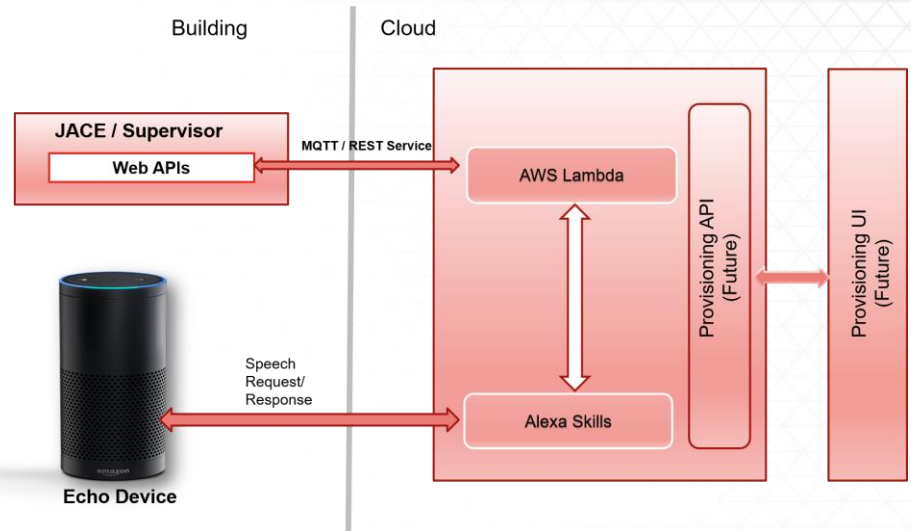 Building
Cloud
JACE / Supervisor
Web APIs
MQTT / REST Service
AWS Lambda
Provisioning API
(Future)
Provisioning UI
(Future)
Speech
Request/
Response
Alexa Skills
amazon
Echo Device